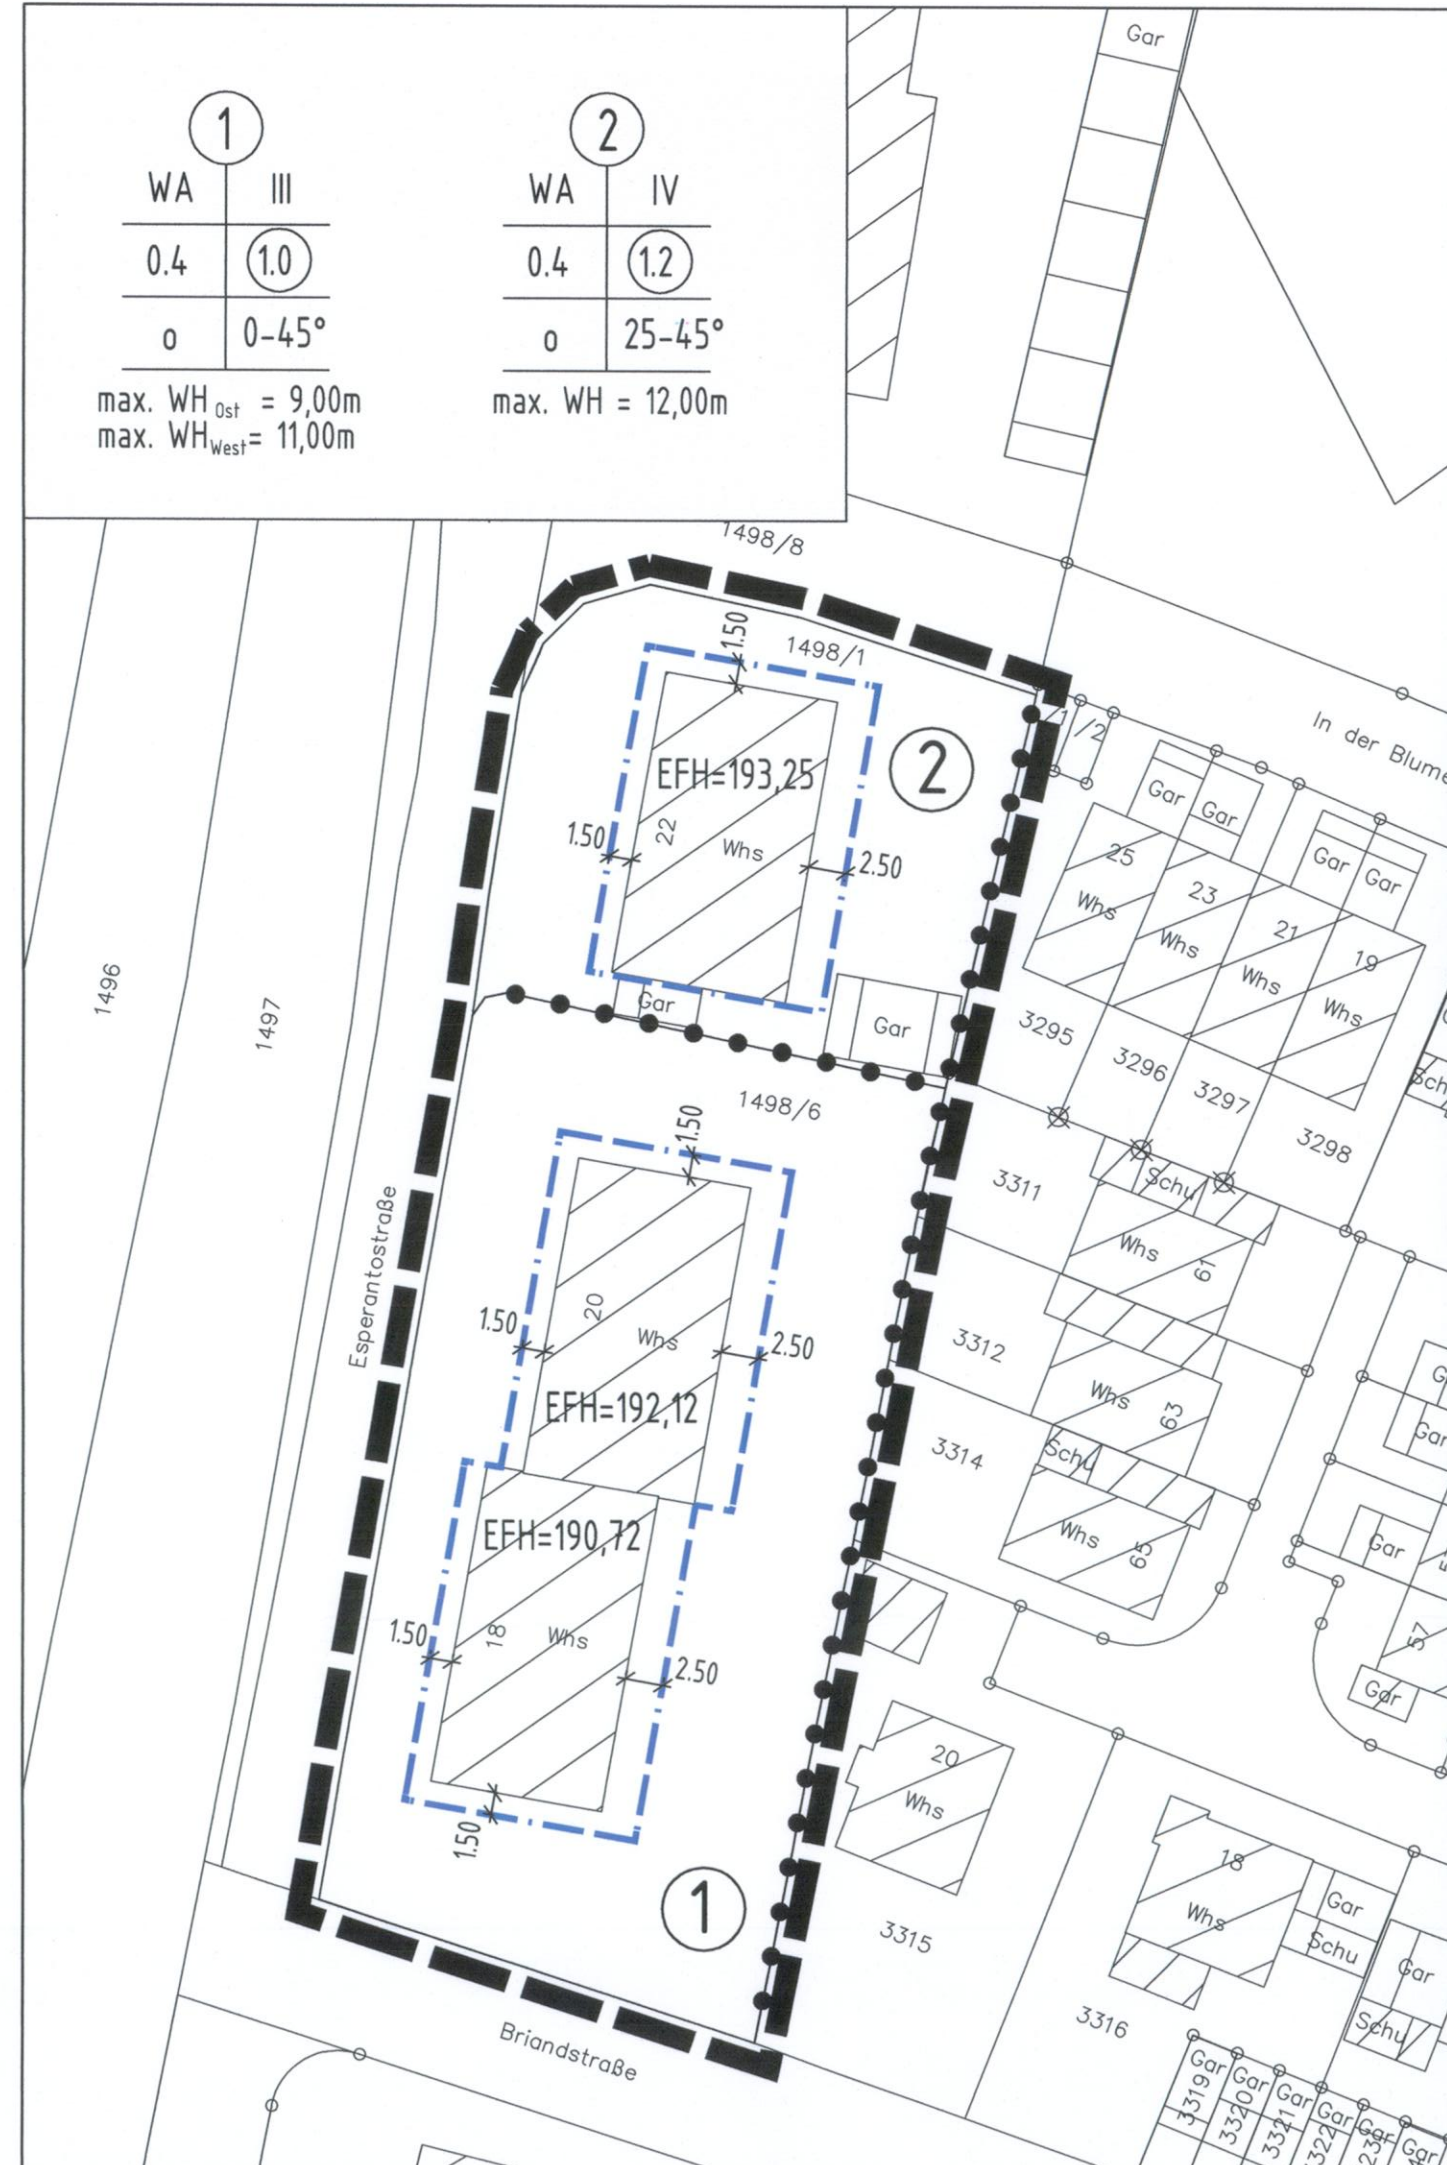 1
WA III
0.4 1.0
o 0-45°
max. WH Ost = 9,00m
max. WH West = 11,00m
2
WA IV
0.4 1.2
o 25-45°
max. WH = 12,00m
Gar
1498/8
1.50
1498/1
2
EFH=193,25
22
Whs
1.50
2.50
Gar
Gar
1498/6
1496
1497
Esperantostraße
1.50
20
Whs
1.50
2.50
EFH=192,12
EFH=190,72
18
Whs
1.50
2.50
1.50
1
Briandstraße
/2
In der Blume
Gar
Gar
Gar
Gar
25
Whs
23
Whs
21
Whs
19
Whs
3295
3296
3297
3298
Sch
3311
Schu
Whs
61
3312
Whs
63
3314
Schu
Whs
65
Gar
Gar
57
Gar
20
Whs
3315
18
Whs
Gar
Schu
Gar
Schu
3316
Gar
3319
Gar
3320
Gar
3321
Gar
Gar
Gar